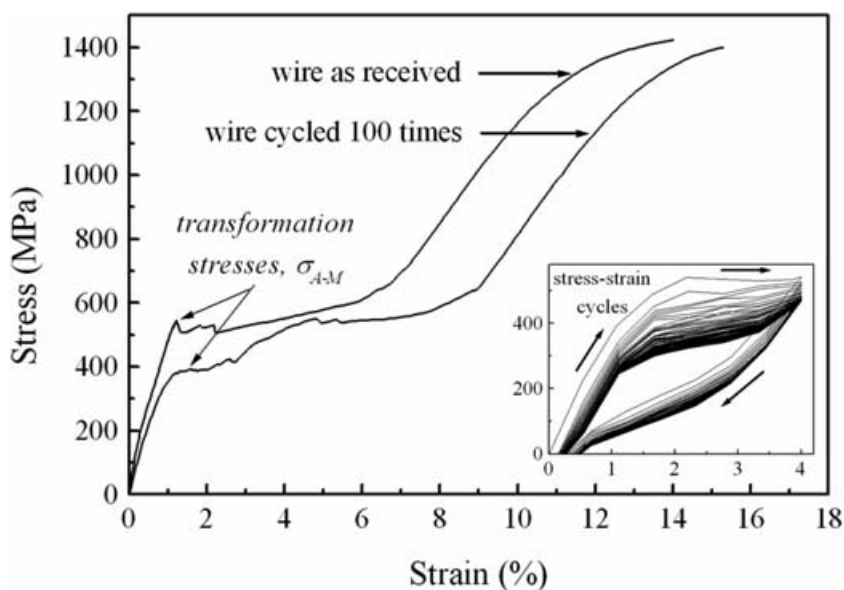 1400
1200
1000
800
600
400
200
0
Stress (MPa)
wire as received
wire cycled 100 times
transformation
stresses, σA-M
stress-strain
cycles
400
200
0
0 1 2 3 4
0 2 4 6 8 10 12 14 16 18
Strain (%)